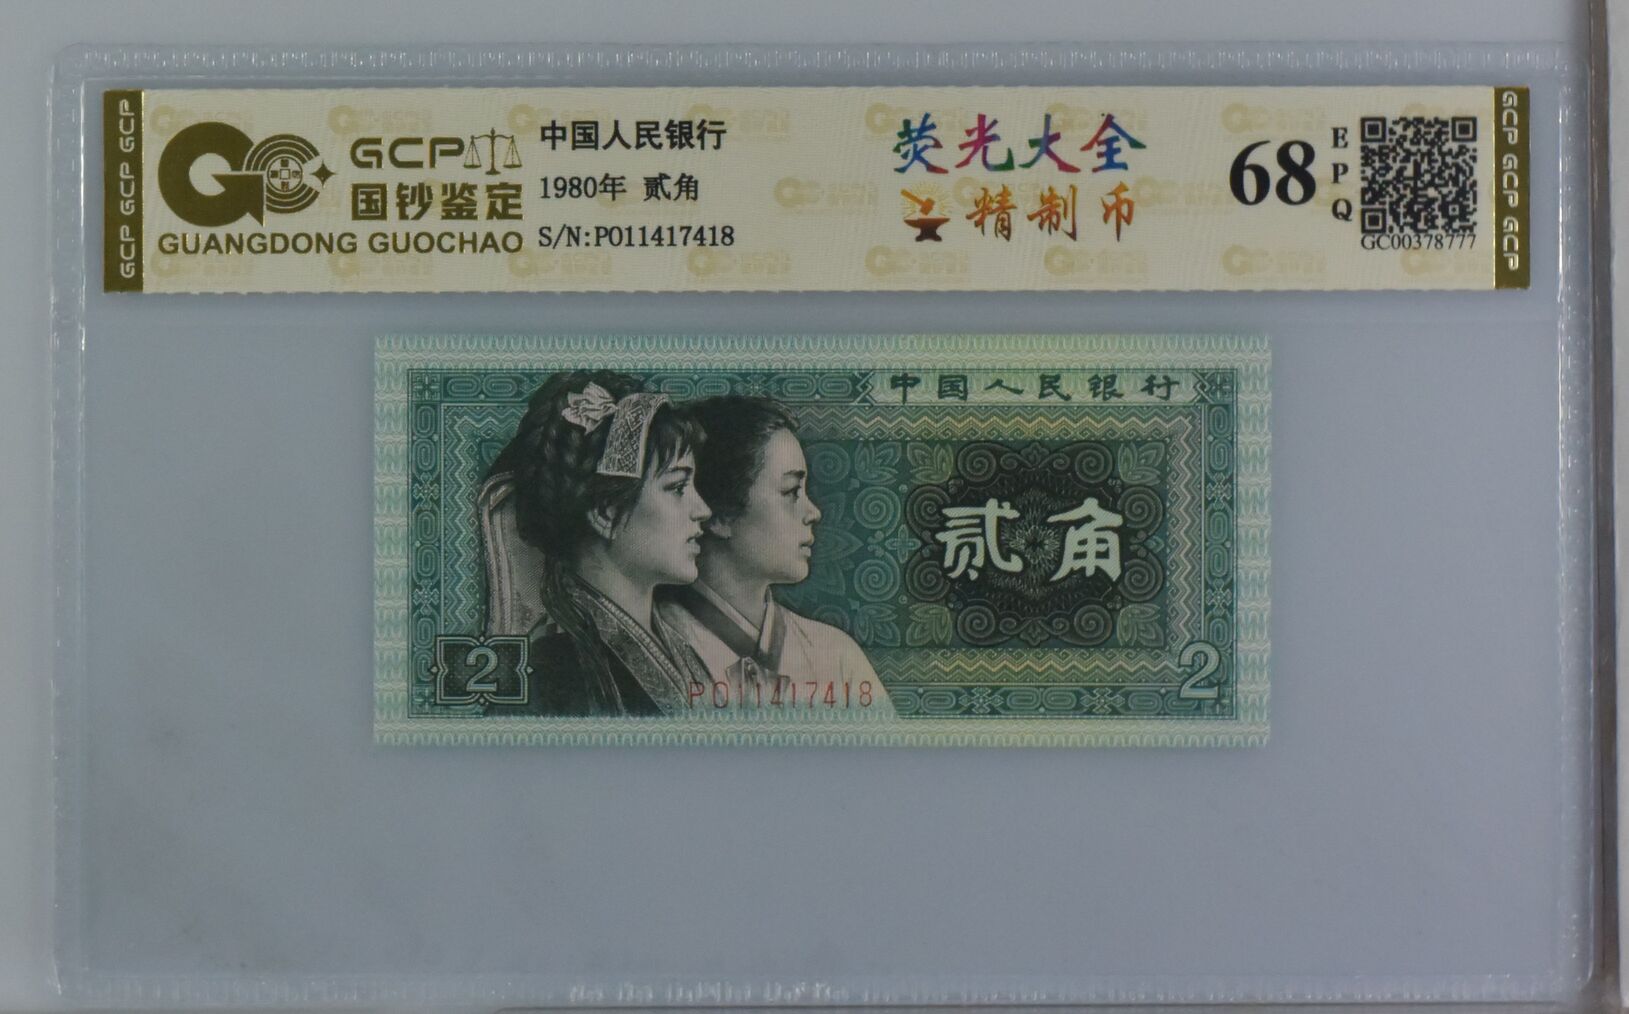 GCP GCP GCP
GCP
国钞鉴定
GUANGDONG GUOCHAO
中国人民银行
1980年 贰角
S/N:P011417418
荧光大全
精制币
68
EPQ
GC00378777
GCP GCP GCP
中国人民银行
贰角
2
P011417418
2